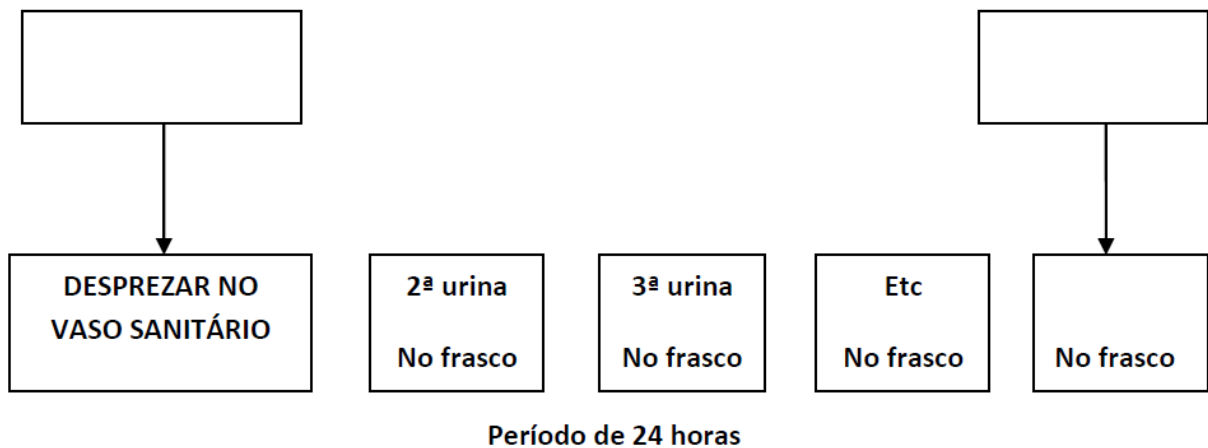 DESPREZAR NO
VASO SANITÁRIO
2ª urina
No frasco
3ª urina
No frasco
Etc
No frasco
No frasco
Período de 24 horas